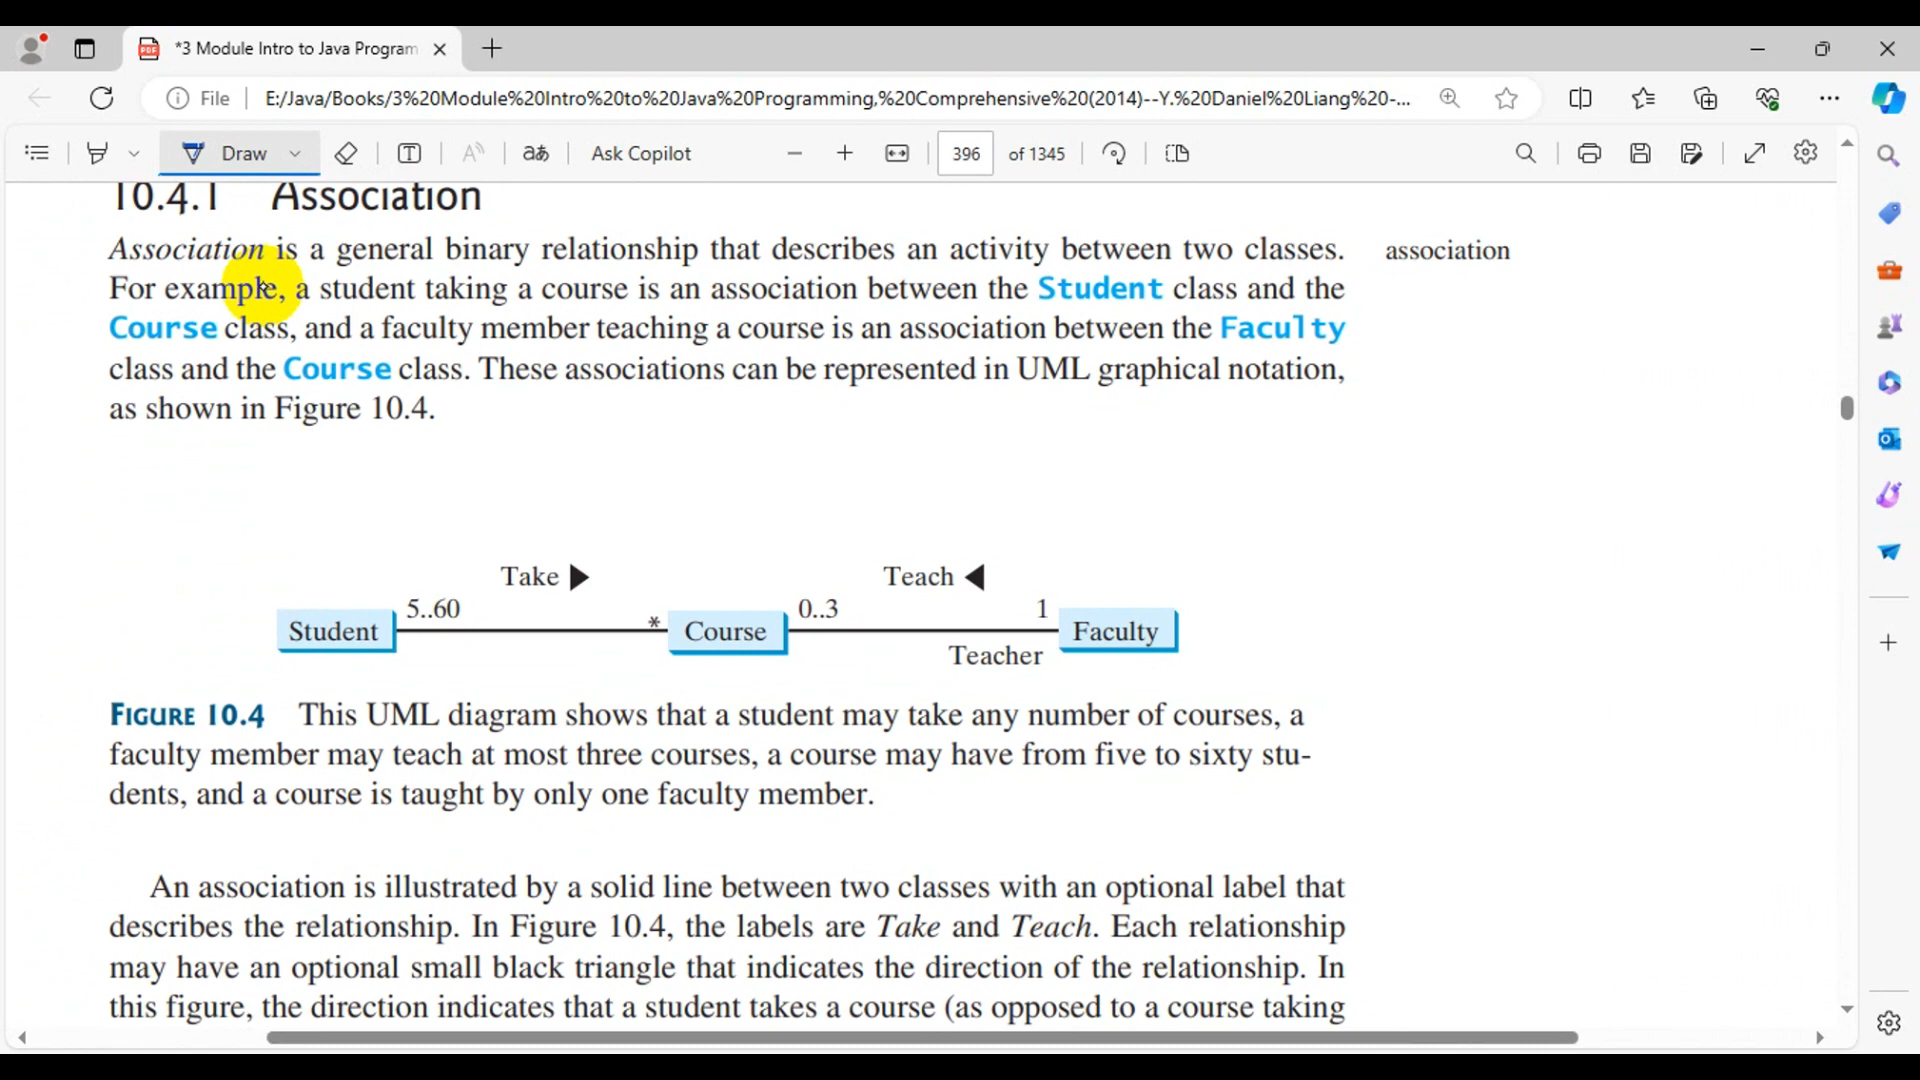 *3 Module Intro to Java Program
File
E:/Java/Books/3%20Module%20Intro%20to%20Java%20Programming,%20Comprehensive%20(2014)--Y.%20Daniel%20Liang%20-...
Draw
Ask Copilot
396 of 1345
10.4.1 Association
Association is a general binary relationship that describes an activity between two classes.
association
For example, a student taking a course is an association between the Student class and the
Course class, and a faculty member teaching a course is an association between the Faculty
class and the Course class. These associations can be represented in UML graphical notation,
as shown in Figure 10.4.
Take ▶ Teach ◀
5..60 * 0..3 1
Student Course Faculty
Teacher
FIGURE 10.4 This UML diagram shows that a student may take any number of courses, a
faculty member may teach at most three courses, a course may have from five to sixty stu-
dents, and a course is taught by only one faculty member.
An association is illustrated by a solid line between two classes with an optional label that
describes the relationship. In Figure 10.4, the labels are Take and Teach. Each relationship
may have an optional small black triangle that indicates the direction of the relationship. In
this figure, the direction indicates that a student takes a course (as opposed to a course taking